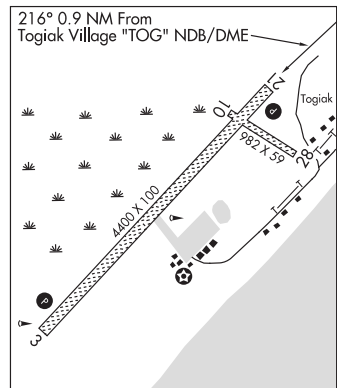 216° 0.9 NM From
Togiak Village "TOG" NDB/DME
21
10
P
Togiak
982 X 59
28
4400 X 100
P
3